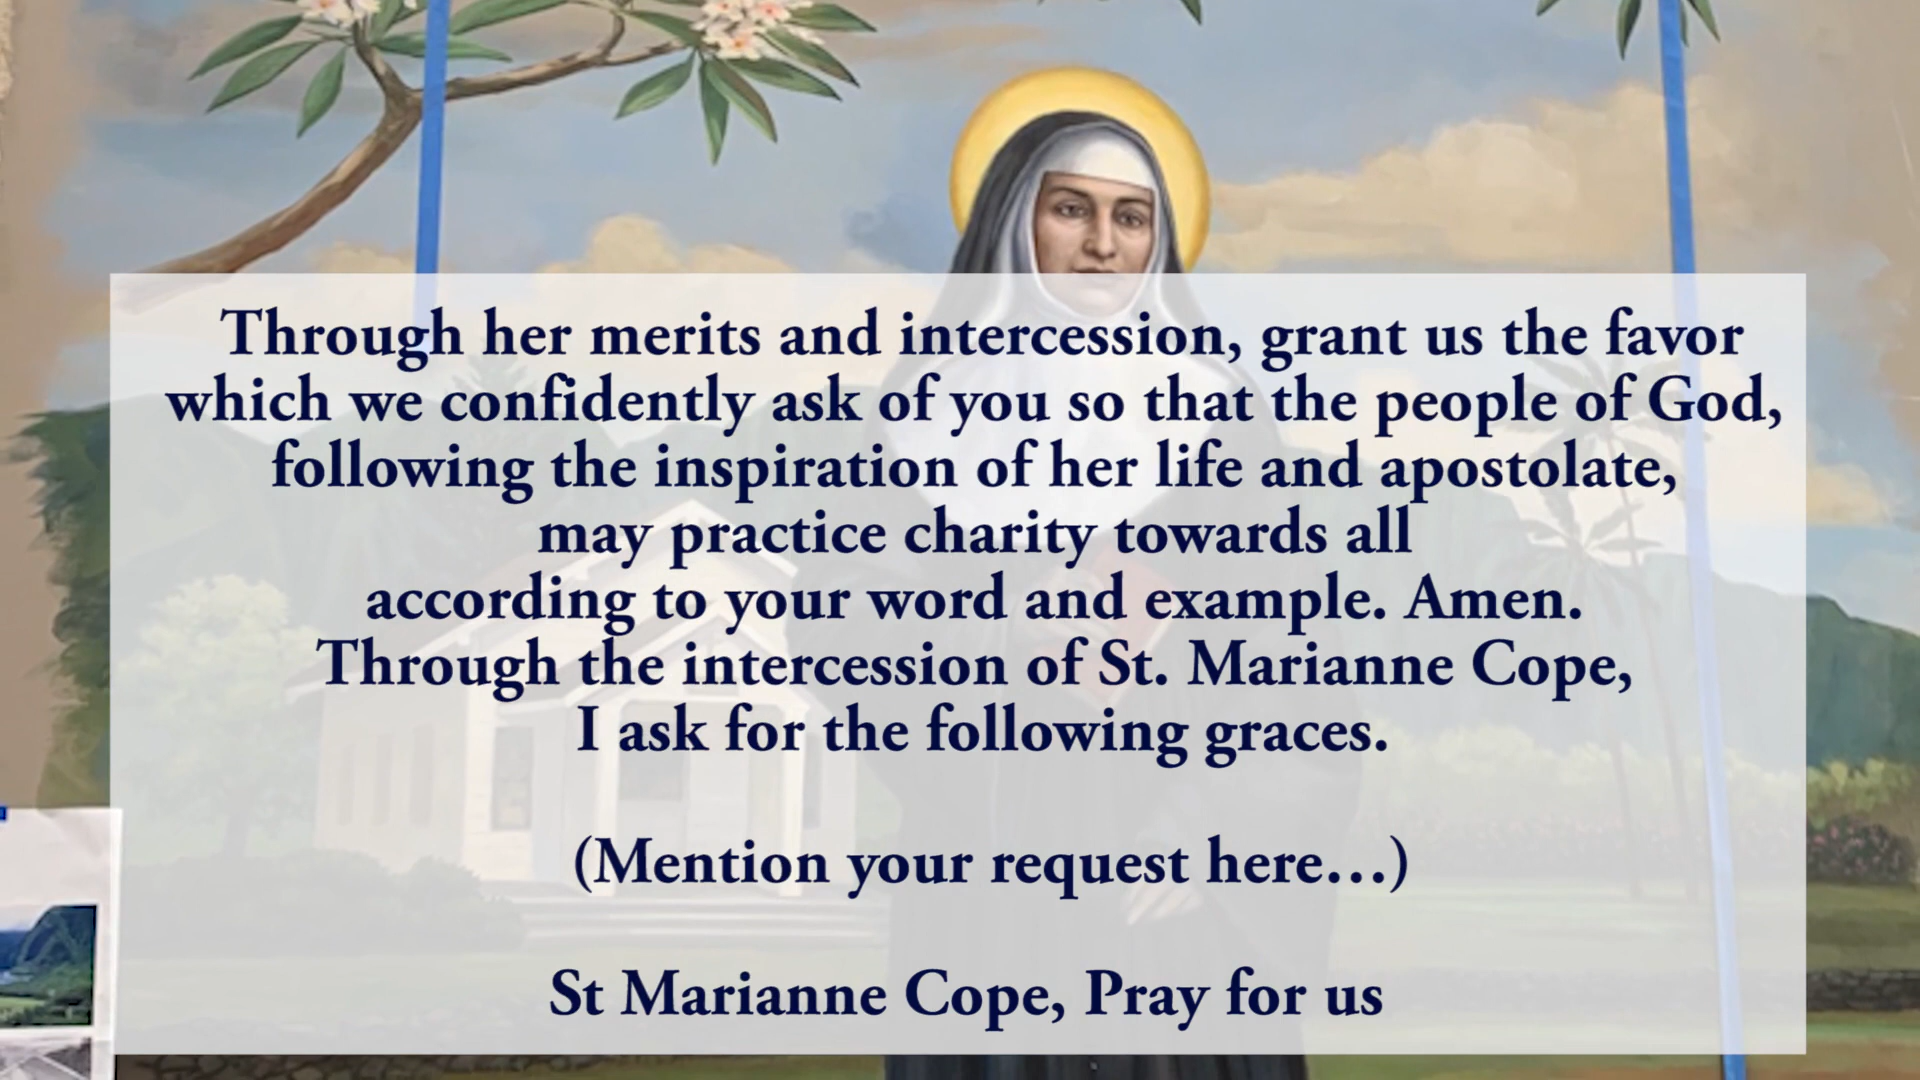 Through her merits and intercession, grant us the favor
which we confidently ask of you so that the people of God,
following the inspiration of her life and apostolate,
may practice charity towards all
according to your word and example. Amen.
Through the intercession of St. Marianne Cope,
I ask for the following graces.
(Mention your request here…)
St Marianne Cope, Pray for us